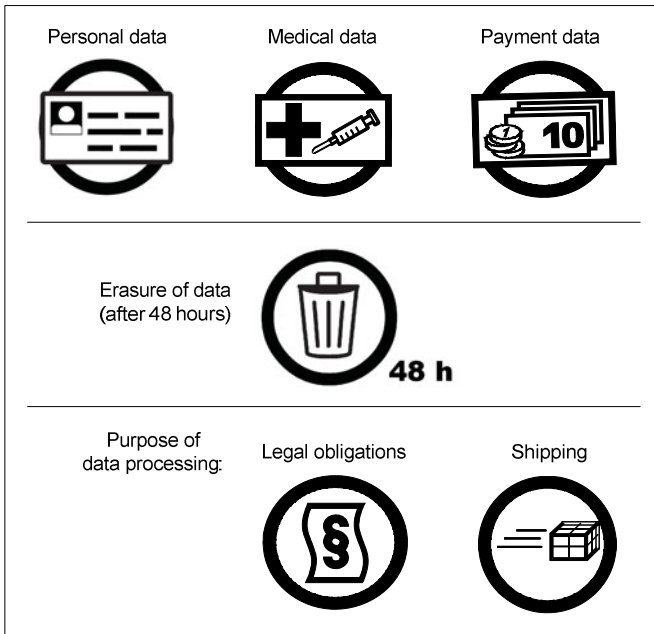 Personal data
Medical data
Payment data
1
10
Erasure of data
(after 48 hours)
48 h
Purpose of
data processing:
Legal obligations
Shipping
§